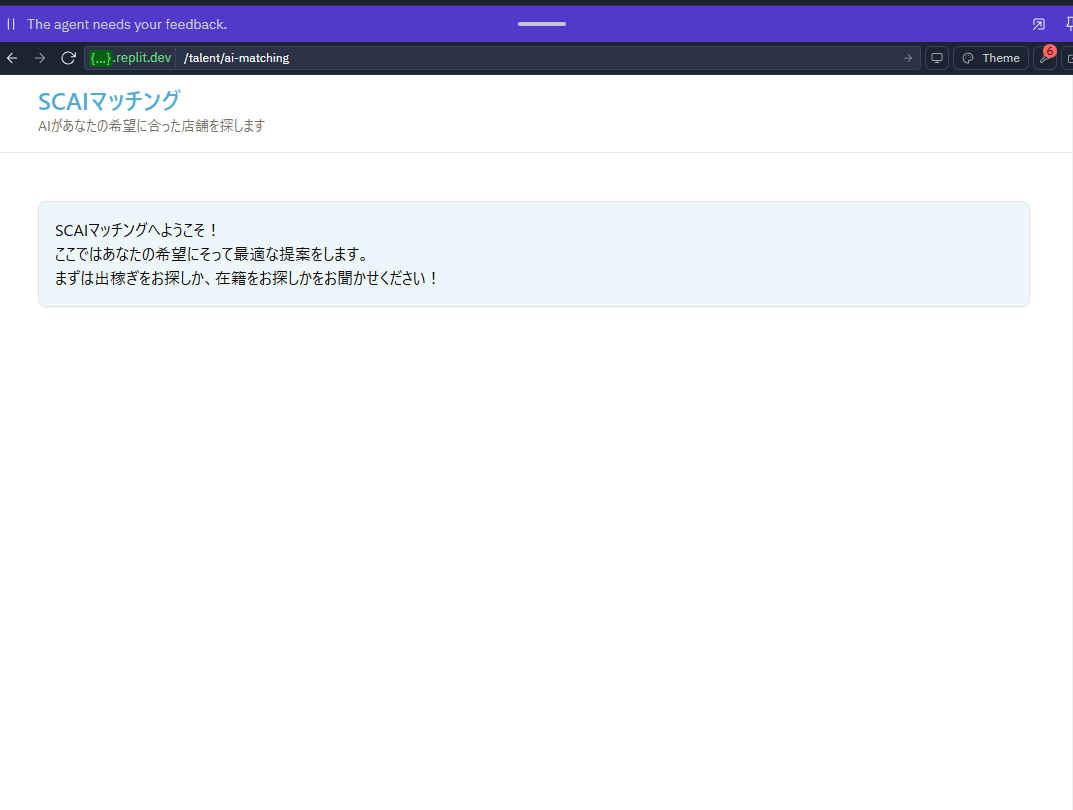 The agent needs your feedback.
{...}.replit.dev /talent/ai-matching Theme 6
SCAIマッチング
AIがあなたの希望に合った店舗を探します
SCAIマッチングへようこそ！
ここではあなたの希望にそって最適な提案をします。
まずは出稼ぎをお探しか、在籍をお探しかをお聞かせください！